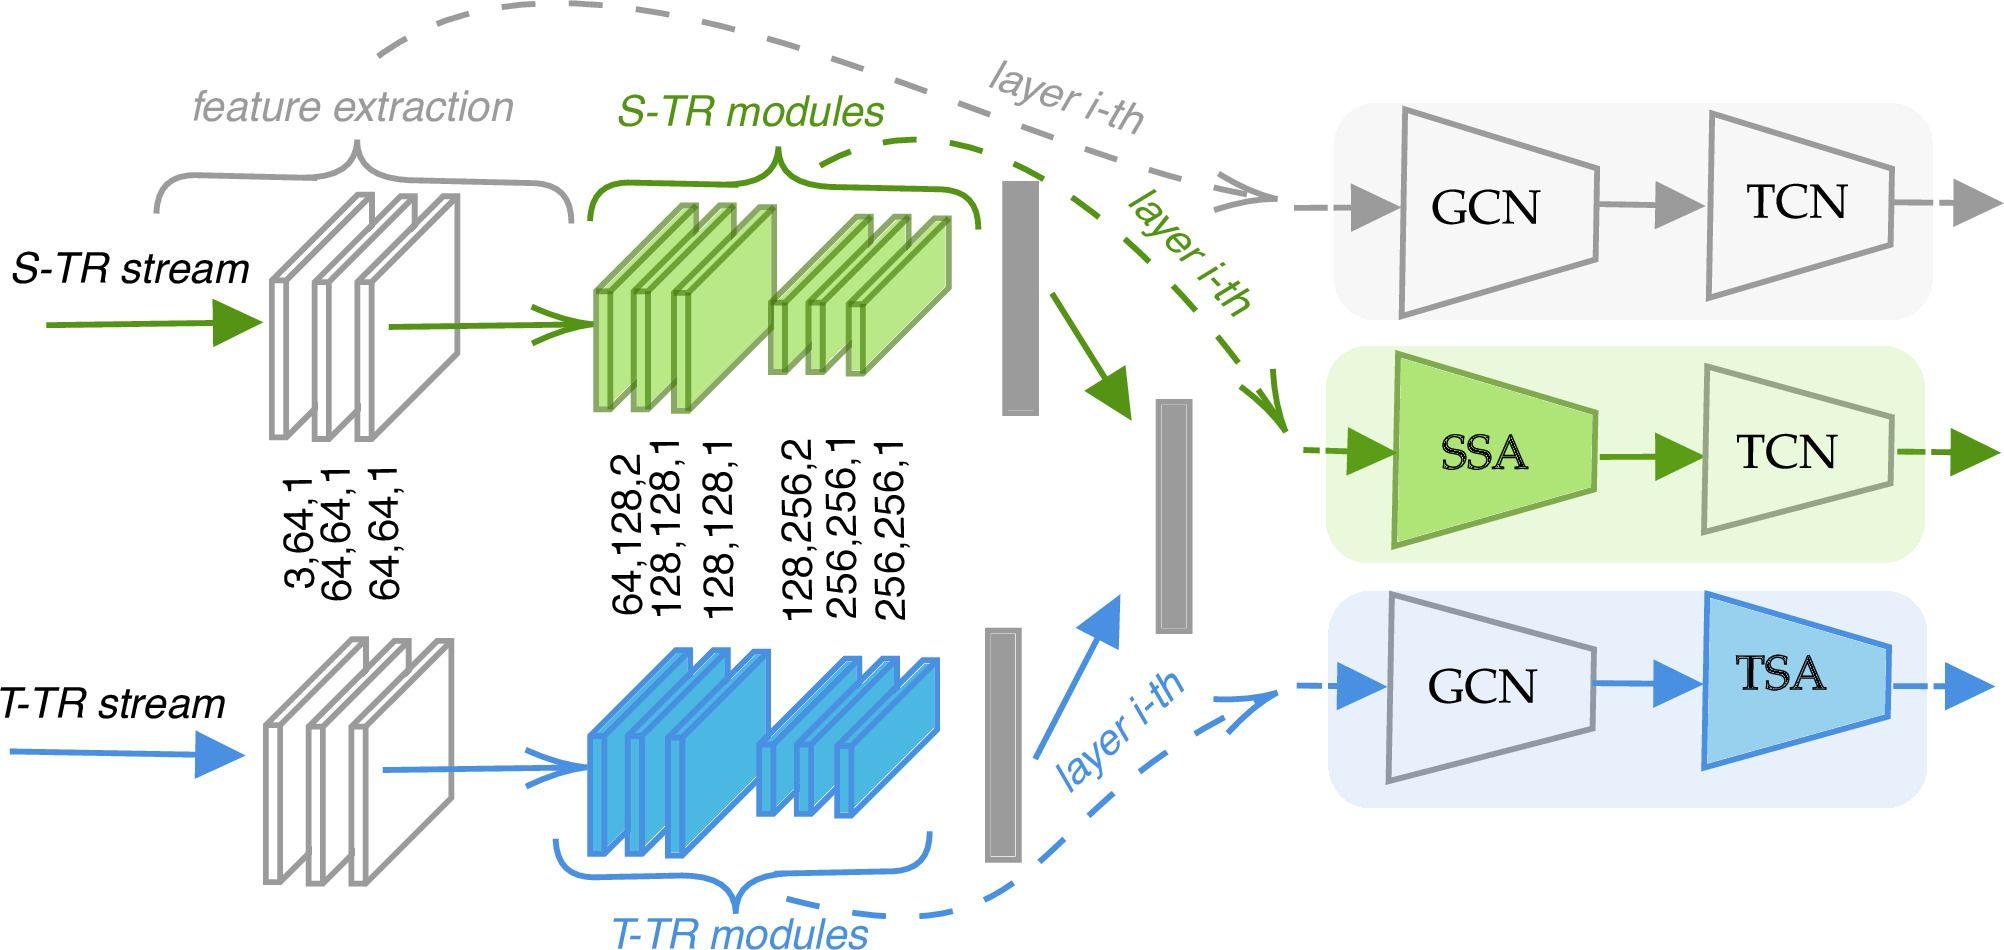 feature extraction
S-TR modules
layer i-th
GCN
TCN
S-TR stream
layer i-th
SSA
TCN
3,64,1
64,64,1
64,64,1
64,128,2
128,128,1
128,128,1
128,256,2
256,256,1
256,256,1
T-TR stream
layer i-th
GCN
TSA
T-TR modules